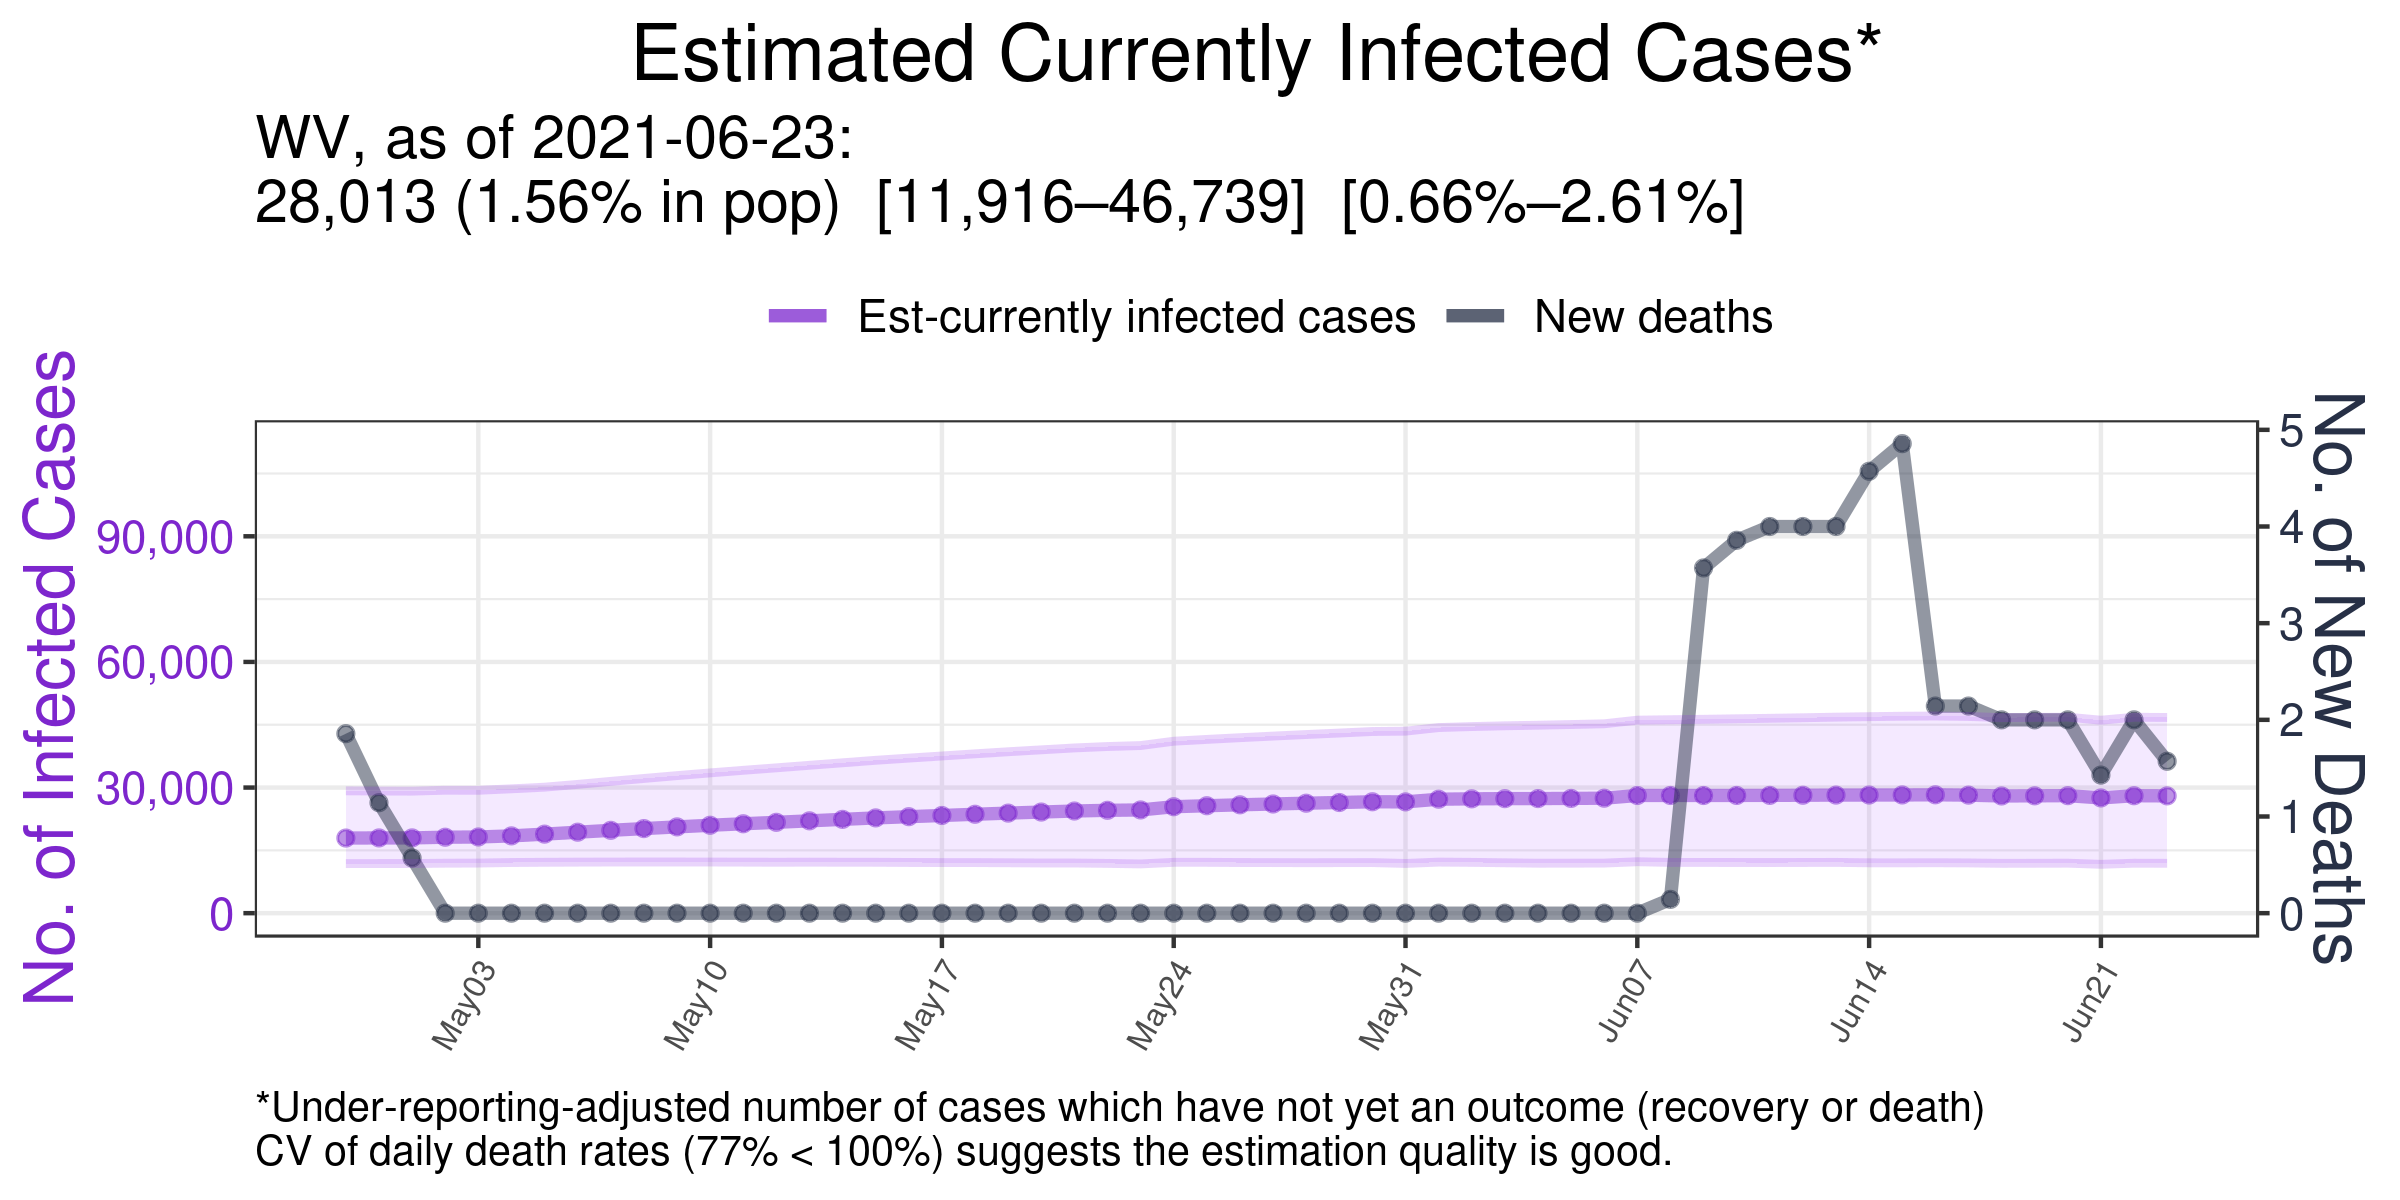 Estimated Currently Infected Cases*
WV, as of 2021-06-23:
28,013 (1.56% in pop)  [11,916–46,739]  [0.66%–2.61%]
Est-currently infected cases
New deaths
No. of Infected Cases
90,000
60,000
30,000
0
5
4
3
2
1
0
No. of New Deaths
May03
May10
May17
May24
May31
Jun07
Jun14
Jun21
*Under-reporting-adjusted number of cases which have not yet an outcome (recovery or death)
CV of daily death rates (77% < 100%) suggests the estimation quality is good.